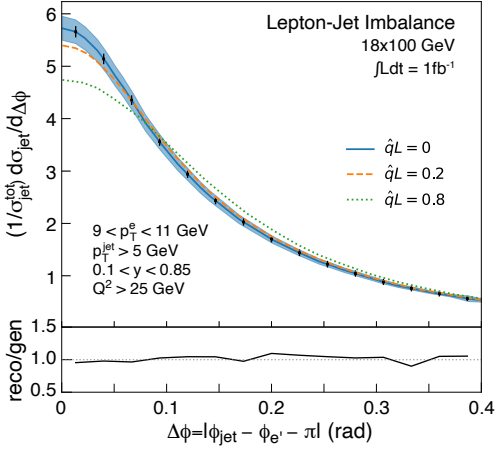 Lepton-Jet Imbalance
18x100 GeV
∫Ldt = 1fb⁻¹
q̂L = 0
q̂L = 0.2
q̂L = 0.8
9 < p_T^e < 11 GeV
p_T^jet > 5 GeV
0.1 < y < 0.85
Q² > 25 GeV
(1/σ_jet^tot) dσ_jet/dΔϕ
6
5
4
3
2
1
reco/gen
1.5
1.0
0.5
0 0.1 0.2 0.3 0.4
Δϕ=|ϕ_jet − ϕ_e' − π| (rad)